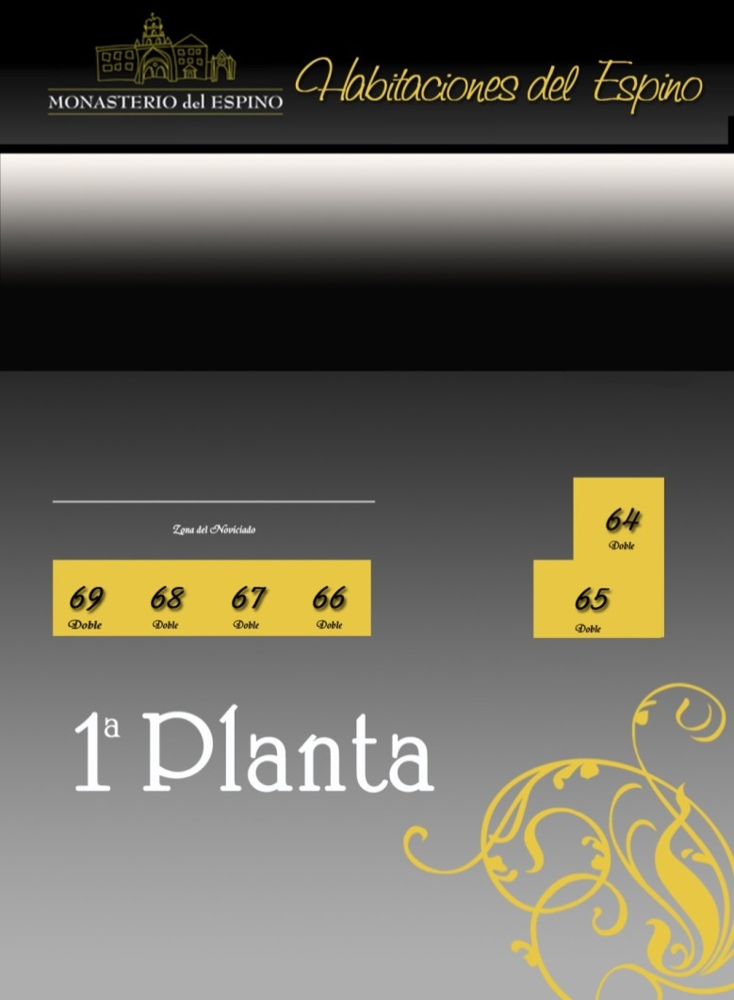 MONASTERIO del ESPINO
Habitaciones del Espino
64
Doble
Zona del Noviciado
69 68 67 66
Doble Doble Doble Doble
65
Doble
1ª Planta